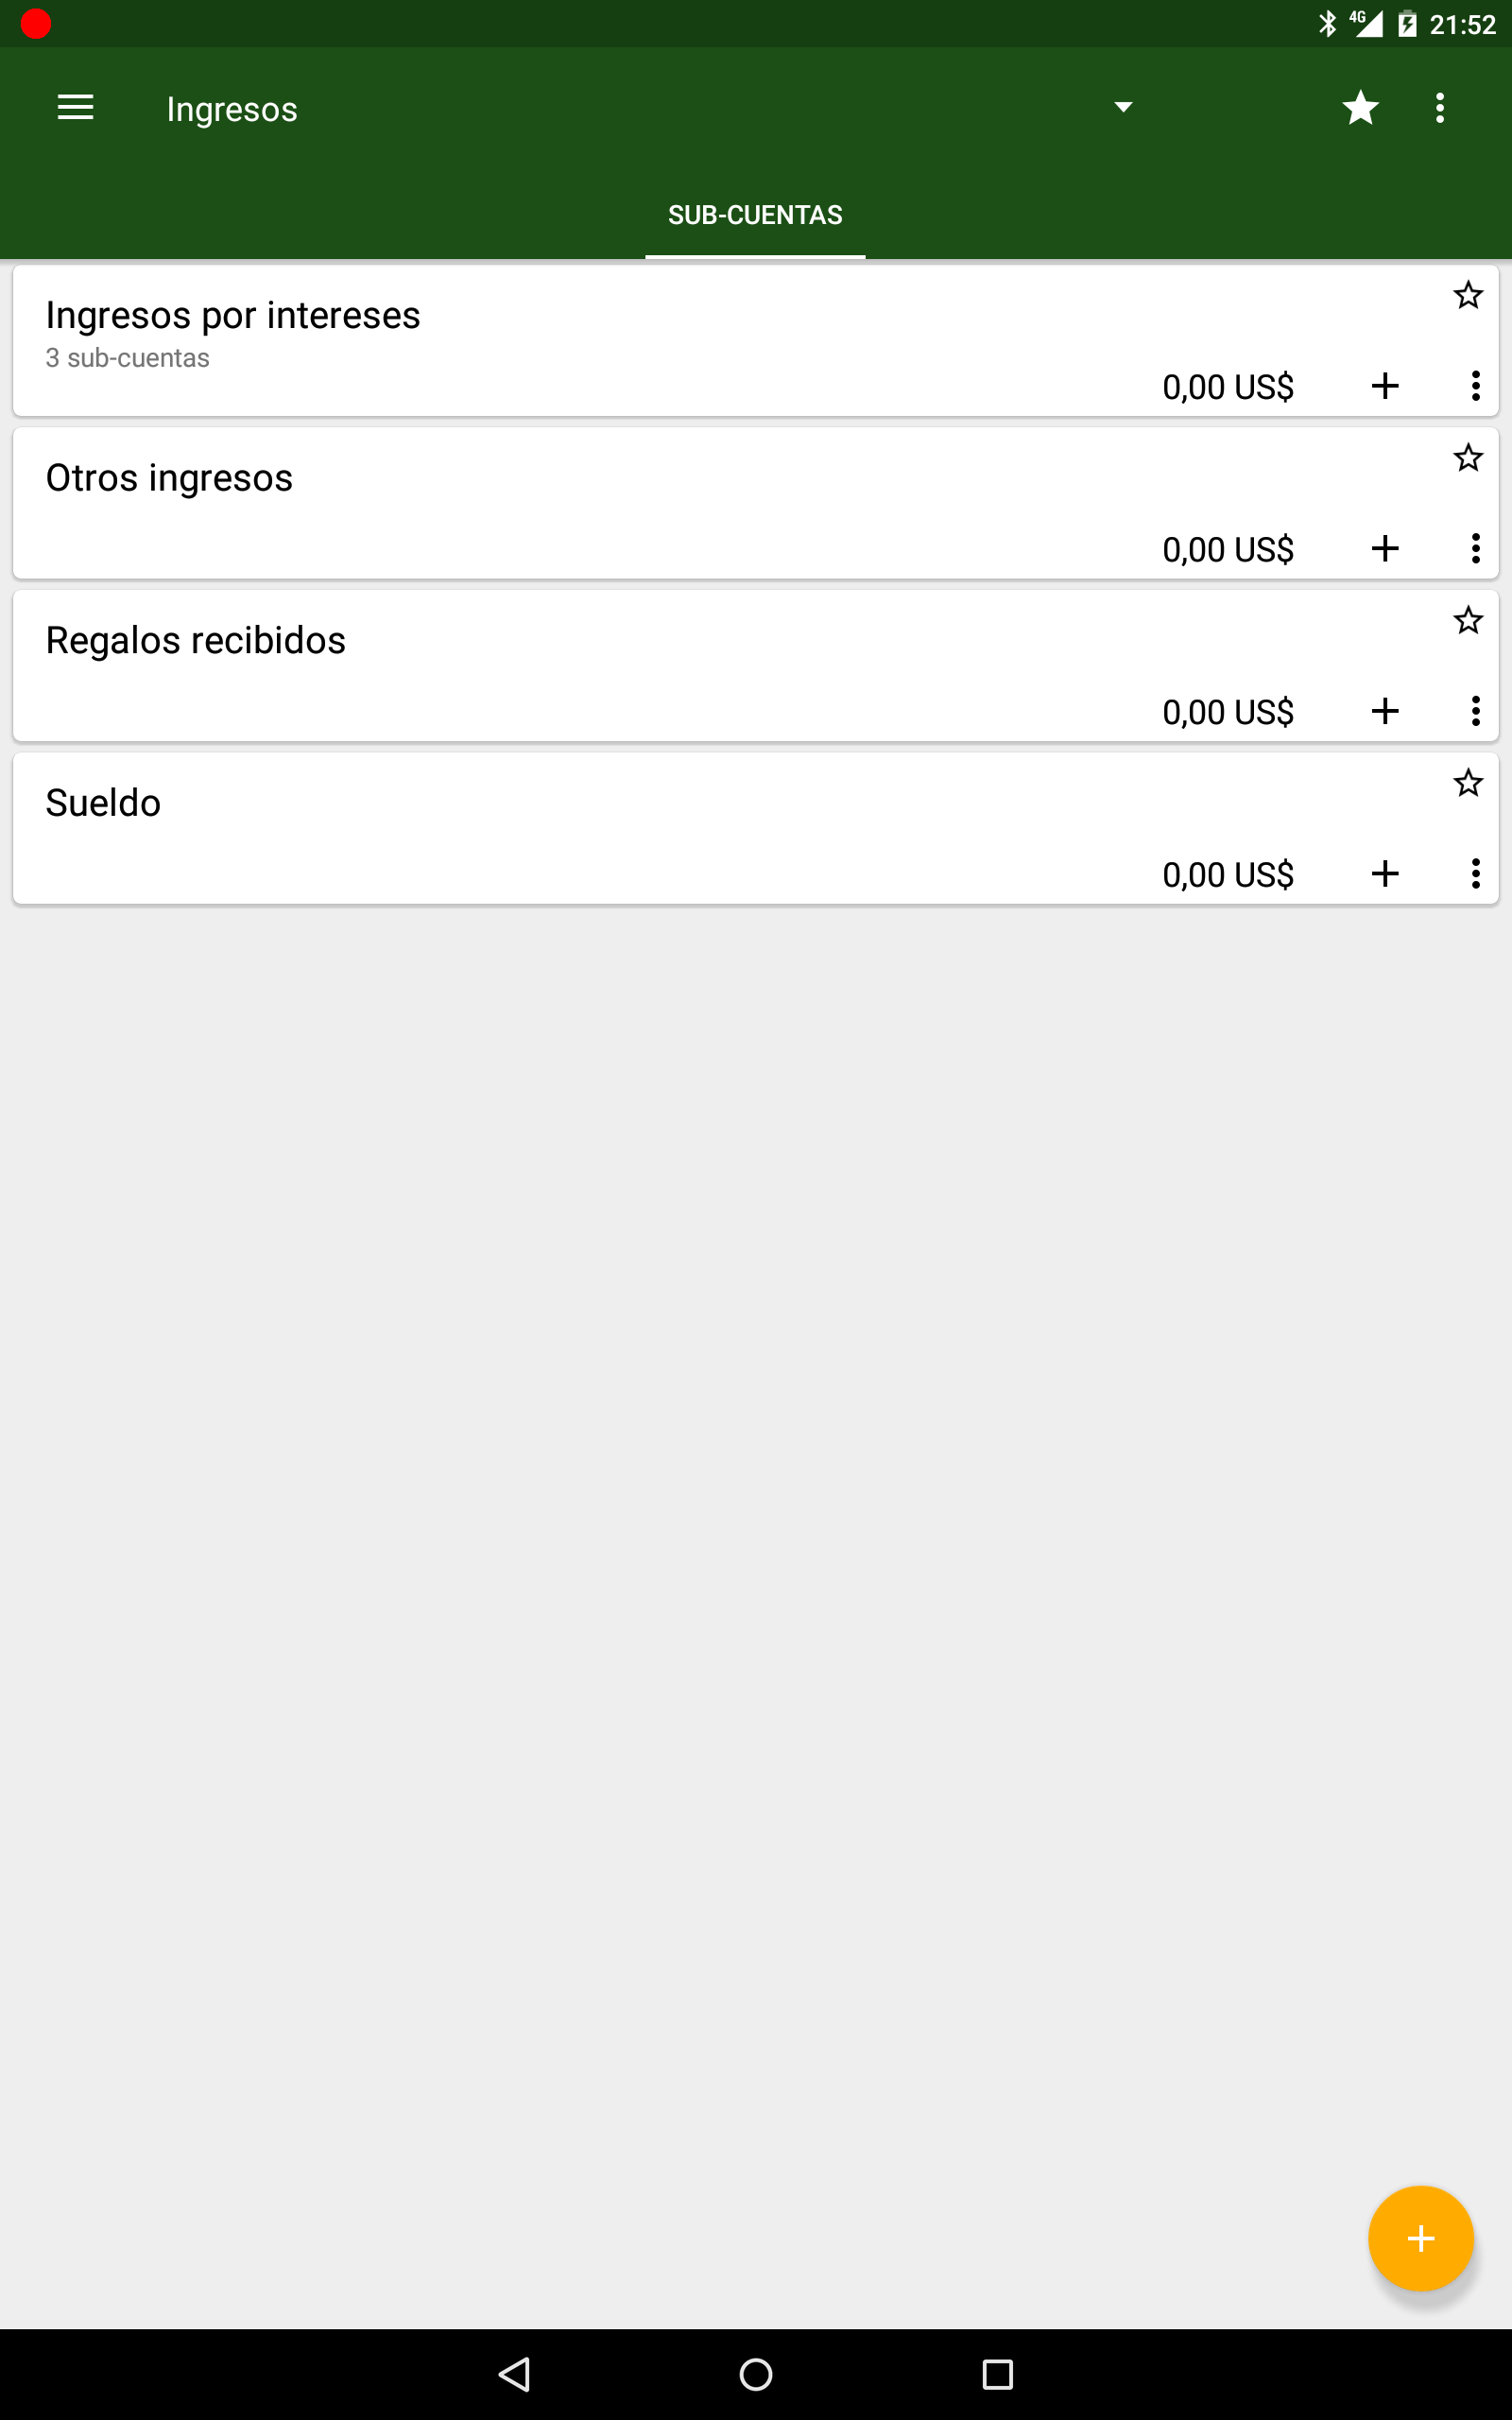 4G 21:52
Ingresos
SUB-CUENTAS
Ingresos por intereses
3 sub-cuentas
0,00 US$
Otros ingresos
0,00 US$
Regalos recibidos
0,00 US$
Sueldo
0,00 US$